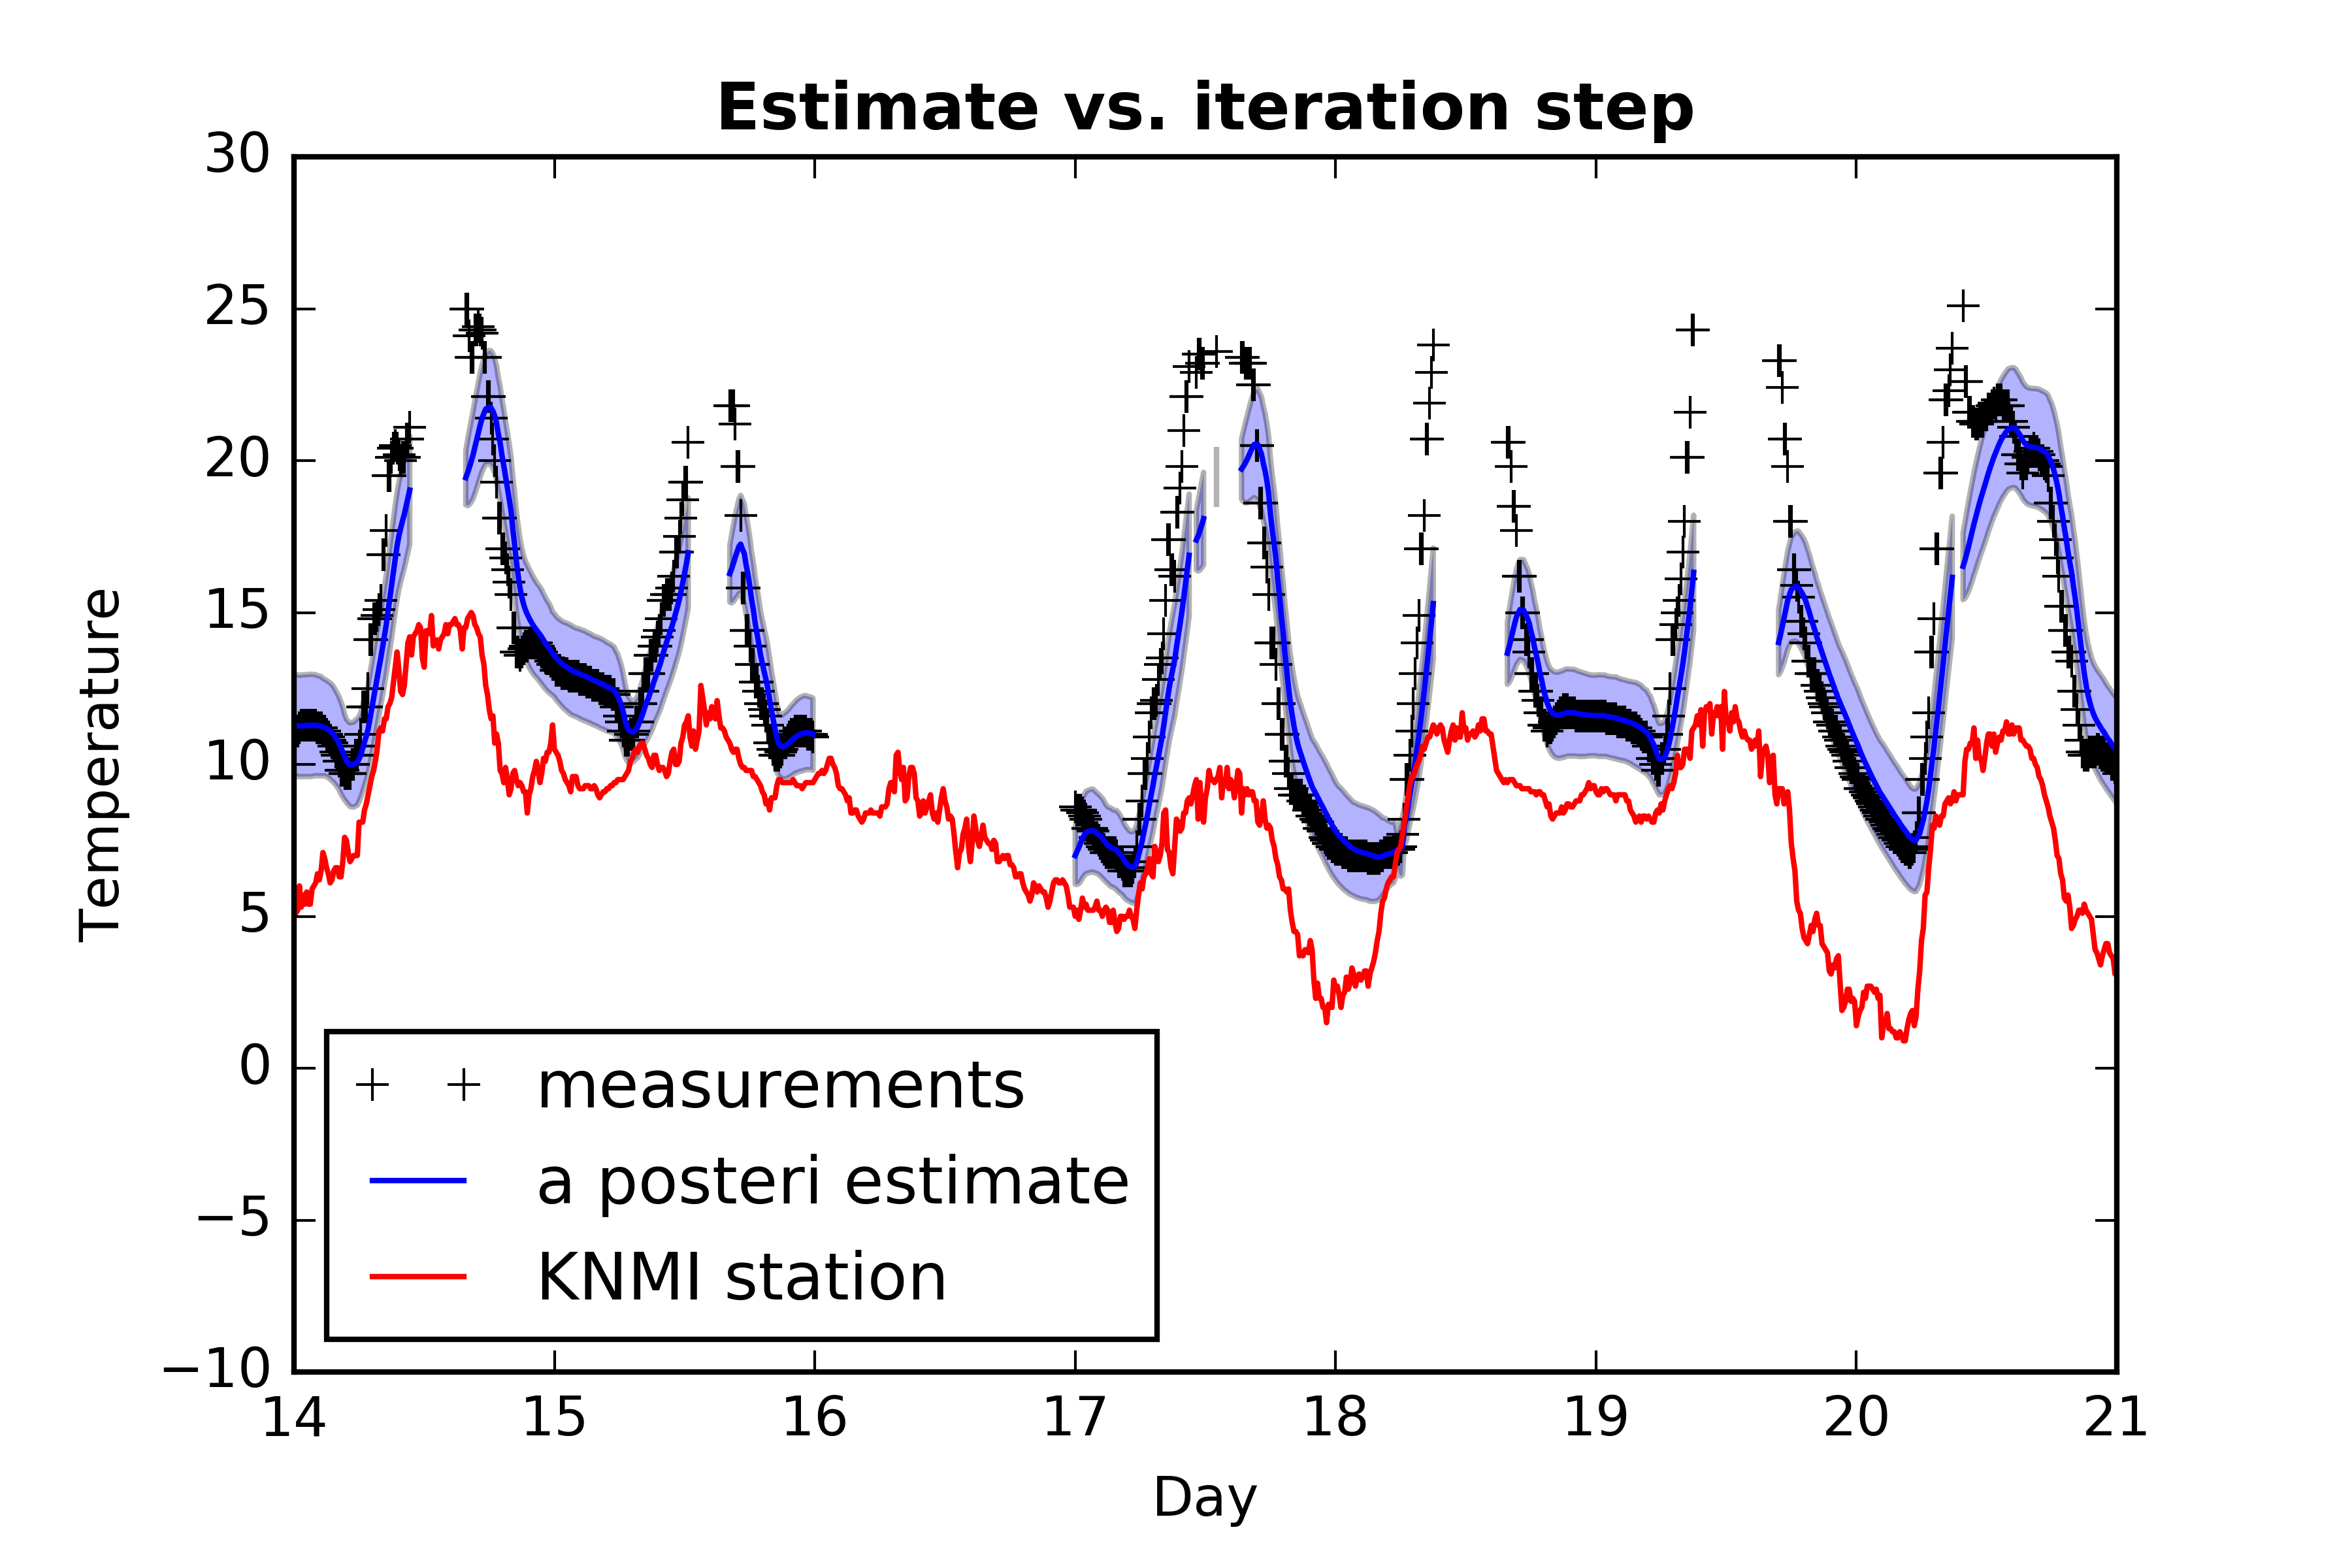 Estimate vs. iteration step
30
25
20
15
10
5
0
−5
−10
Temperature
measurements
a posteri estimate
KNMI station
14 15 16 17 18 19 20 21
Day